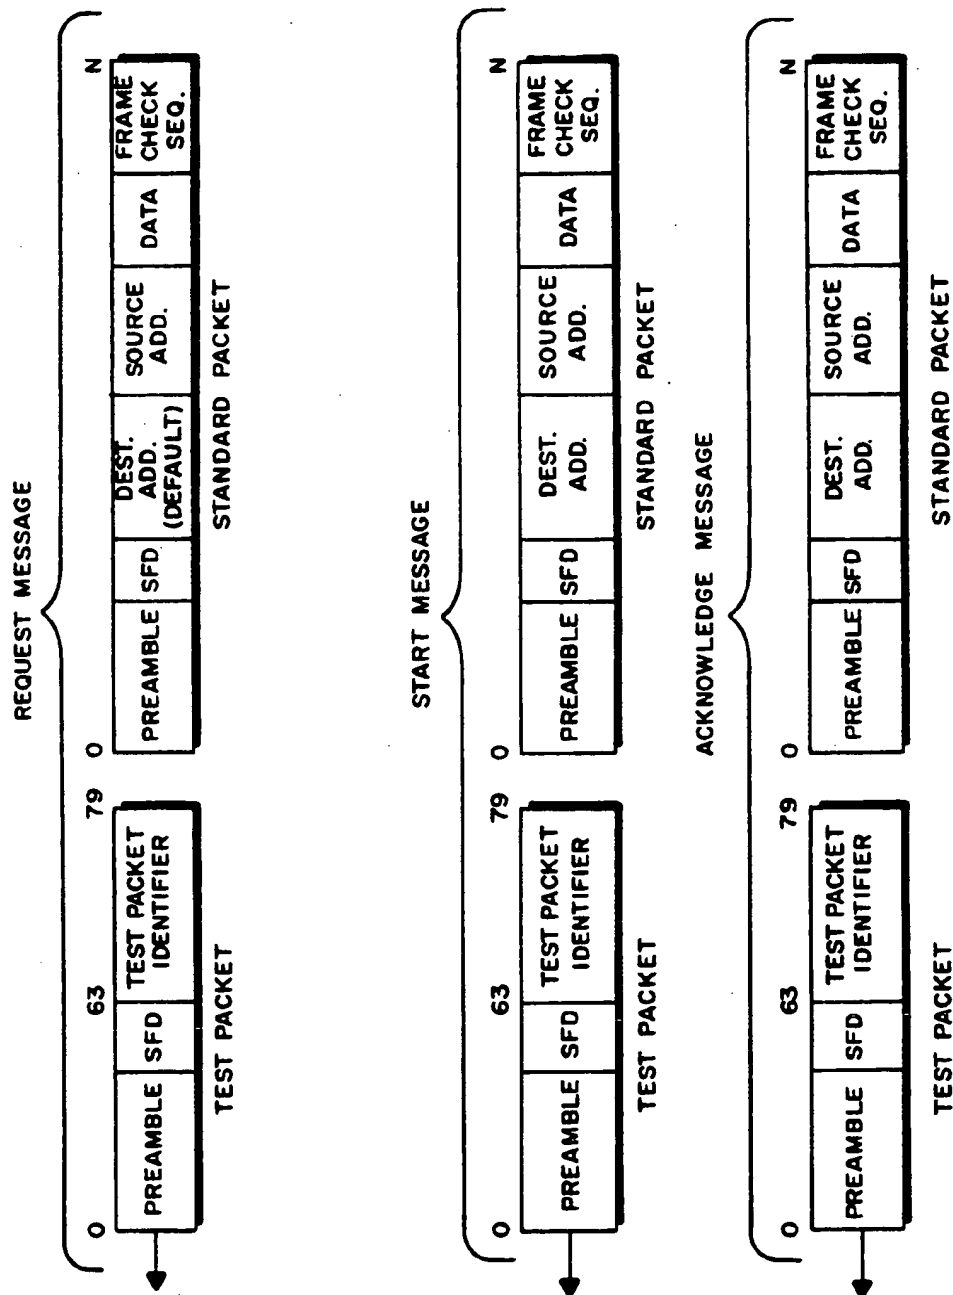 REQUEST MESSAGE
0
63
79
0
N
PREAMBLE
SFD
TEST PACKET
IDENTIFIER
PREAMBLE
SFD
DEST.
ADD.
(DEFAULT)
SOURCE
ADD.
DATA
FRAME
CHECK
SEQ.
TEST PACKET
STANDARD PACKET
START MESSAGE
0
63
79
0
N
PREAMBLE
SFD
TEST PACKET
IDENTIFIER
PREAMBLE
SFD
DEST.
ADD.
SOURCE
ADD.
DATA
FRAME
CHECK
SEQ.
TEST PACKET
STANDARD PACKET
ACKNOWLEDGE MESSAGE
0
63
79
0
N
PREAMBLE
SFD
TEST PACKET
IDENTIFIER
PREAMBLE
SFD
DEST.
ADD.
SOURCE
ADD.
DATA
FRAME
CHECK
SEQ.
TEST PACKET
STANDARD PACKET